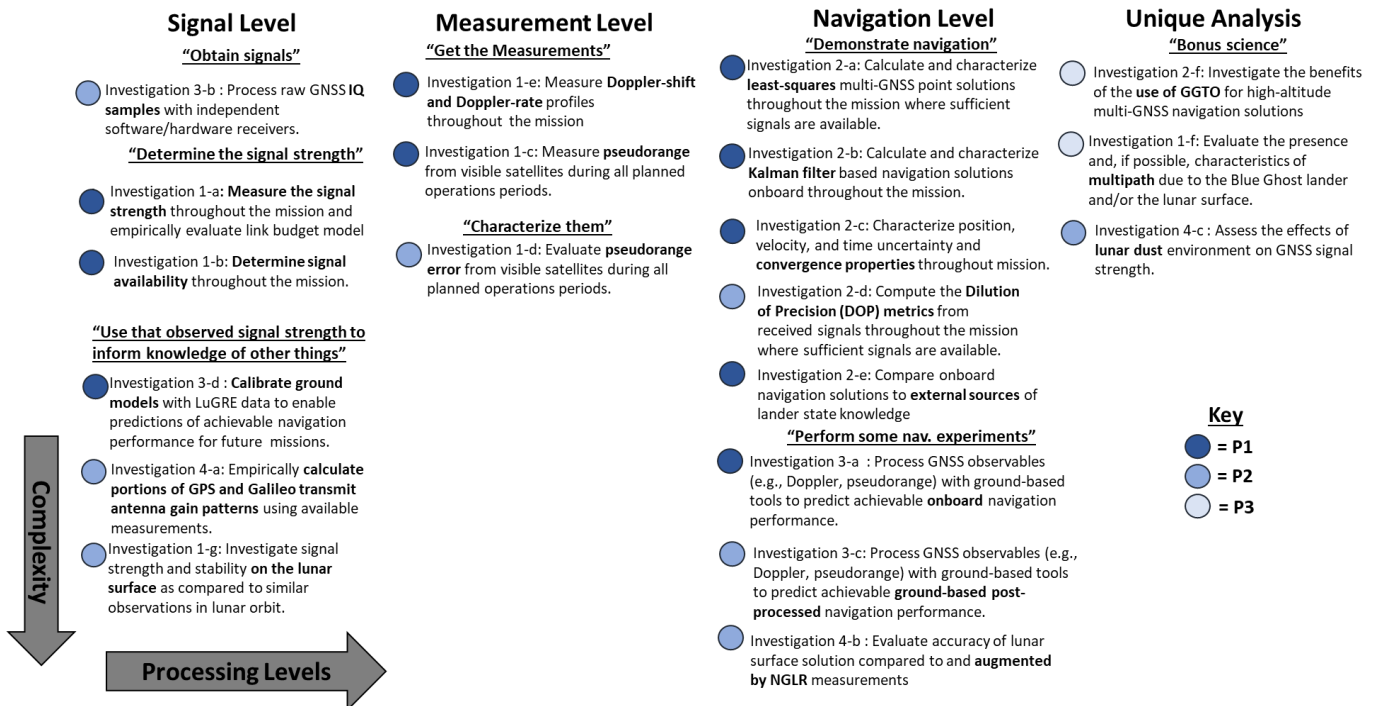 Signal Level
"Obtain signals"
Investigation 3-b : Process raw GNSS IQ
samples with independent
software/hardware receivers.
"Determine the signal strength"
Investigation 1-a: Measure the signal
strength throughout the mission and
empirically evaluate link budget model
Investigation 1-b: Determine signal
availability throughout the mission.
"Use that observed signal strength to
inform knowledge of other things"
Investigation 3-d : Calibrate ground
models with LuGRE data to enable
predictions of achievable navigation
performance for future missions.
Investigation 4-a: Empirically calculate
portions of GPS and Galileo transmit
antenna gain patterns using available
measurements.
Investigation 1-g: Investigate signal
strength and stability on the lunar
surface as compared to similar
observations in lunar orbit.
Measurement Level
"Get the Measurements"
Investigation 1-e: Measure Doppler-shift
and Doppler-rate profiles
throughout the mission
Investigation 1-c: Measure pseudorange
from visible satellites during all planned
operations periods.
"Characterize them"
Investigation 1-d: Evaluate pseudorange
error from visible satellites during all
planned operations periods.
Navigation Level
"Demonstrate navigation"
Investigation 2-a: Calculate and characterize
least-squares multi-GNSS point solutions
throughout the mission where sufficient
signals are available.
Investigation 2-b: Calculate and characterize
Kalman filter based navigation solutions
onboard throughout the mission.
Investigation 2-c: Characterize position,
velocity, and time uncertainty and
convergence properties throughout mission.
Investigation 2-d: Compute the Dilution
of Precision (DOP) metrics from
received signals throughout the mission
where sufficient signals are available.
Investigation 2-e: Compare onboard
navigation solutions to external sources of
lander state knowledge
"Perform some nav. experiments"
Investigation 3-a : Process GNSS observables
(e.g., Doppler, pseudorange) with ground-based
tools to predict achievable onboard navigation
performance.
Investigation 3-c: Process GNSS observables (e.g.,
Doppler, pseudorange) with ground-based tools
to predict achievable ground-based post-
processed navigation performance.
Investigation 4-b : Evaluate accuracy of lunar
surface solution compared to and augmented
by NGLR measurements
Unique Analysis
"Bonus science"
Investigation 2-f: Investigate the benefits
of the use of GGTO for high-altitude
multi-GNSS navigation solutions
Investigation 1-f: Evaluate the presence
and, if possible, characteristics of
multipath due to the Blue Ghost lander
and/or the lunar surface.
Investigation 4-c : Assess the effects of
lunar dust environment on GNSS signal
strength.
Key
= P1
= P2
= P3
Complexity
Processing Levels